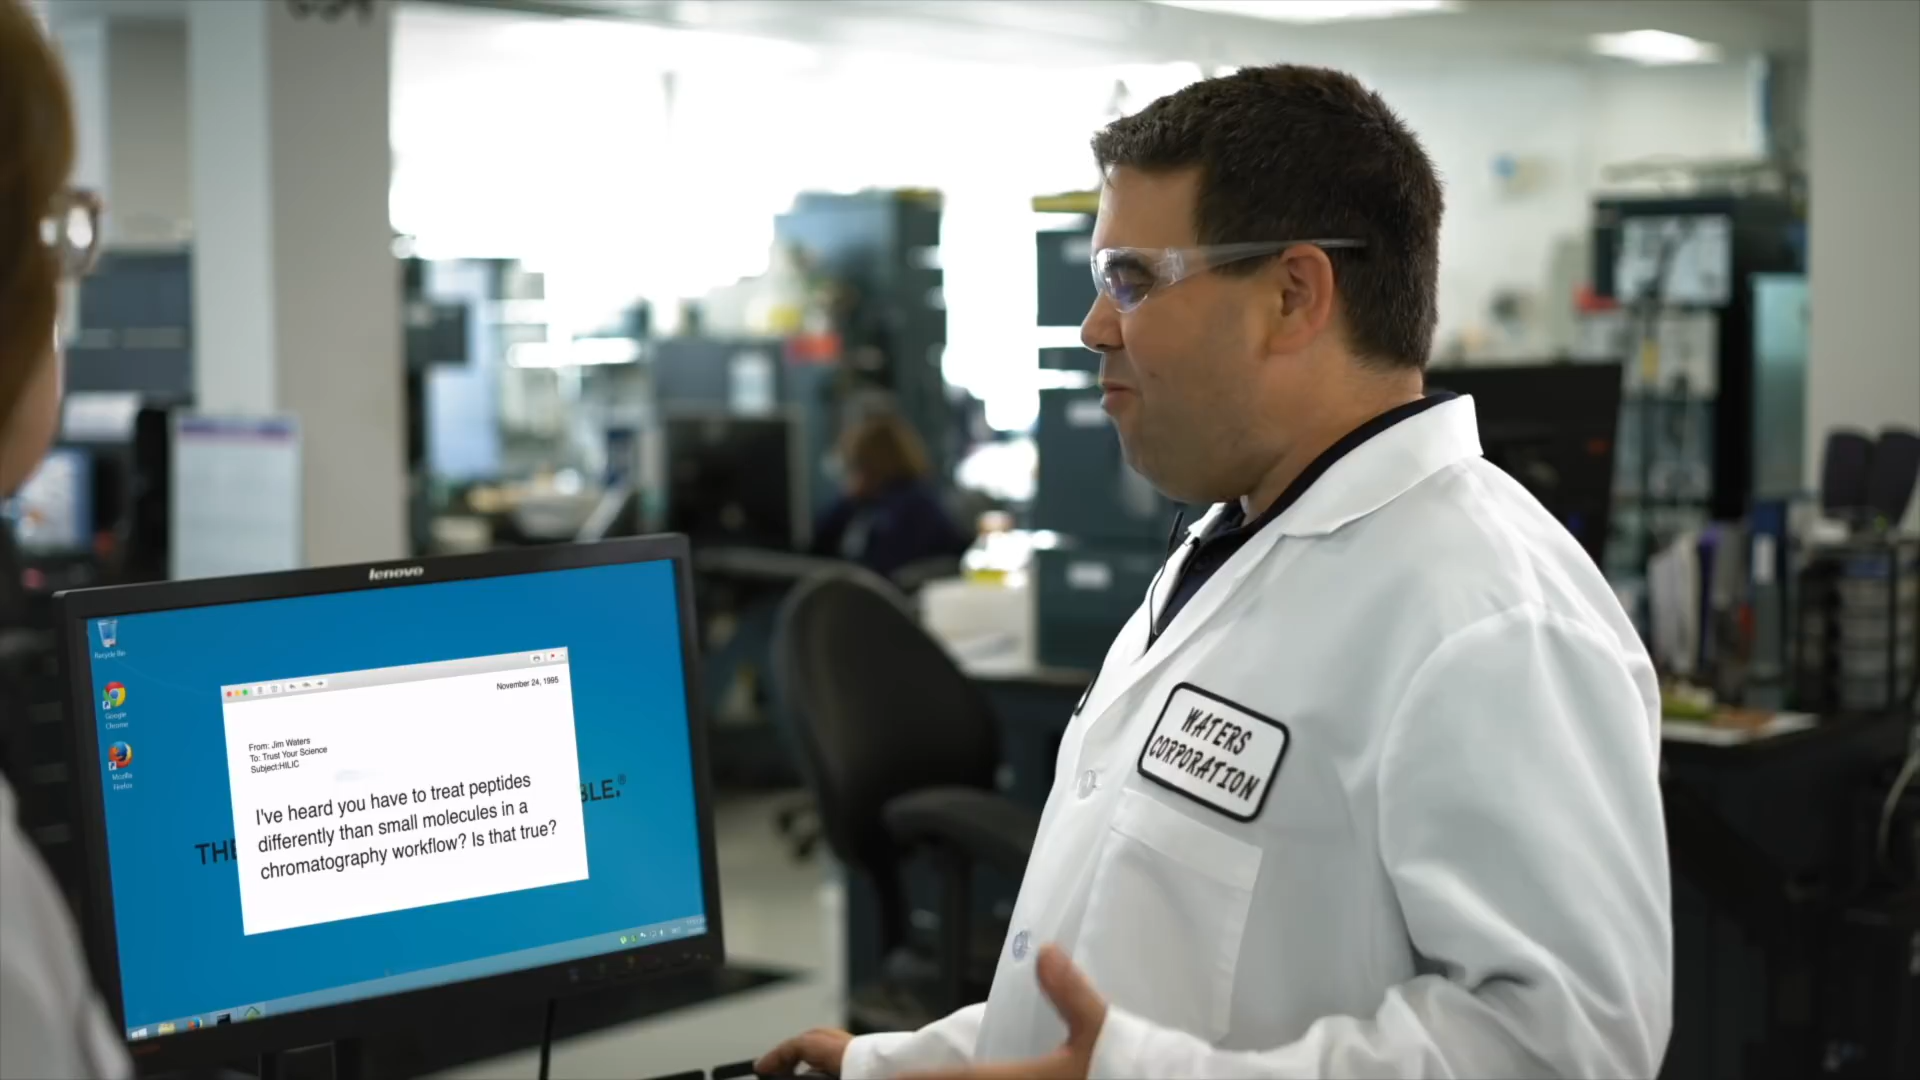 lenovo
Recycle Bin
Google
Chrome
Mozilla
Firefox
November 24, 1995
From: Jim Waters
To: Trust Your Science
Subject:HILIC
I've heard you have to treat peptides
differently than small molecules in a
chromatography workflow? Is that true?
TH
BLE.®
WATERS
CORPORATION